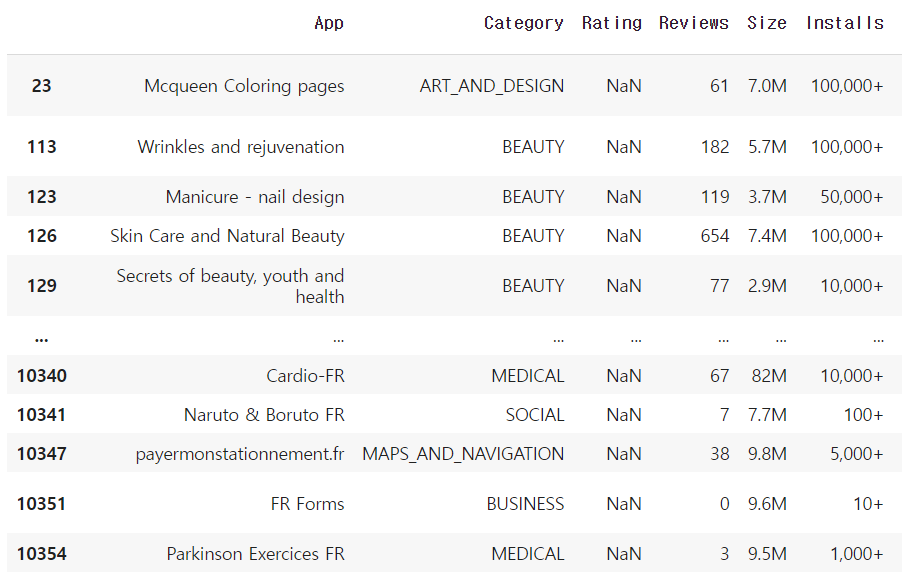 App Category Rating Reviews Size Installs
23 Mcqueen Coloring pages ART_AND_DESIGN NaN 61 7.0M 100,000+
113 Wrinkles and rejuvenation BEAUTY NaN 182 5.7M 100,000+
123 Manicure - nail design BEAUTY NaN 119 3.7M 50,000+
126 Skin Care and Natural Beauty BEAUTY NaN 654 7.4M 100,000+
129 Secrets of beauty, youth and health BEAUTY NaN 77 2.9M 10,000+
... ... ... ... ... ... ...
10340 Cardio-FR MEDICAL NaN 67 82M 10,000+
10341 Naruto & Boruto FR SOCIAL NaN 7 7.7M 100+
10347 payermonstationnement.fr MAPS_AND_NAVIGATION NaN 38 9.8M 5,000+
10351 FR Forms BUSINESS NaN 0 9.6M 10+
10354 Parkinson Exercices FR MEDICAL NaN 3 9.5M 1,000+